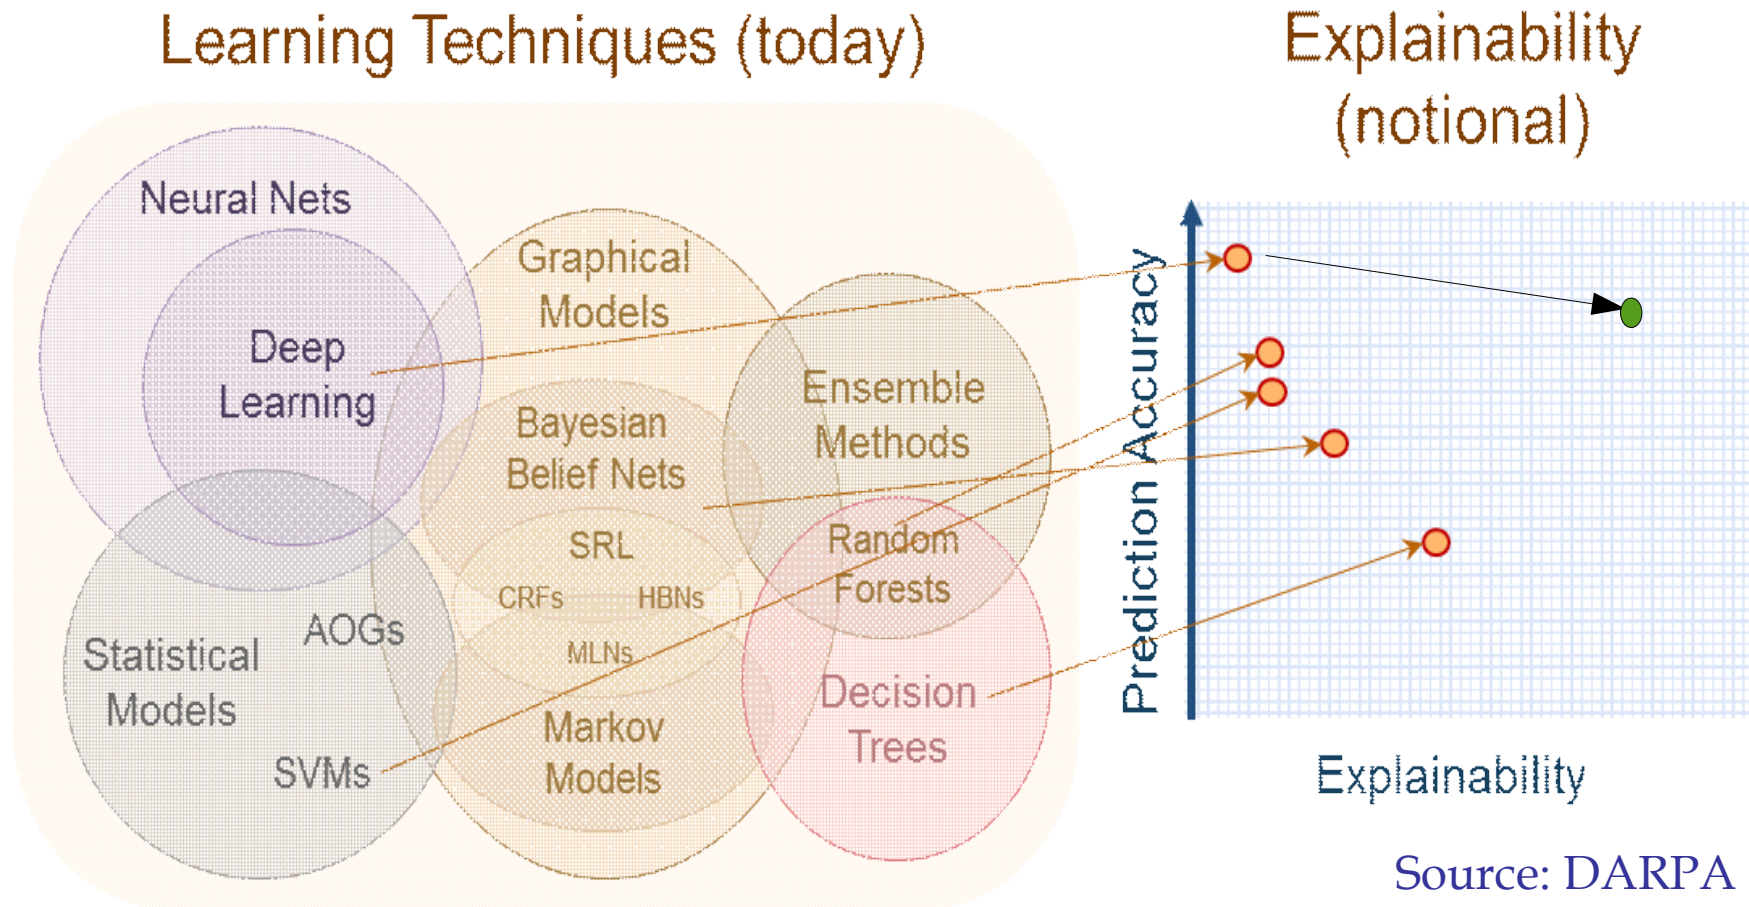 Learning Techniques (today)
Neural Nets
Deep
Learning
Graphical
Models
Bayesian
Belief Nets
SRL
CRFs
HBNs
MLNs
Markov
Models
Ensemble
Methods
Random
Forests
Decision
Trees
Statistical
Models
AOGs
SVMs
Explainability
(notional)
Prediction Accuracy
Explainability
Source: DARPA